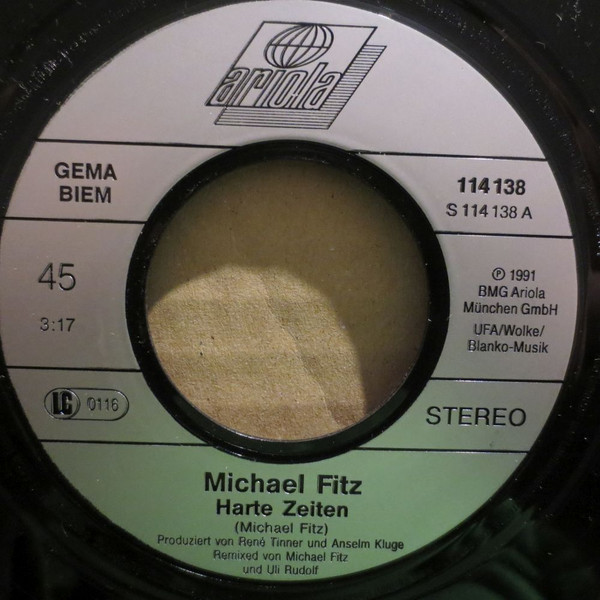 ariola
GEMA
BIEM
114 138
S 114 138 A
45
3:17
℗ 1991
BMG Ariola
München GmbH
UFA/Wolke/
Blanko-Musik
LC 0116
STEREO
Michael Fitz
Harte Zeiten
(Michael Fitz)
Produziert von René Tinner und Anselm Kluge
Remixed von Michael Fitz
und Uli Rudolf